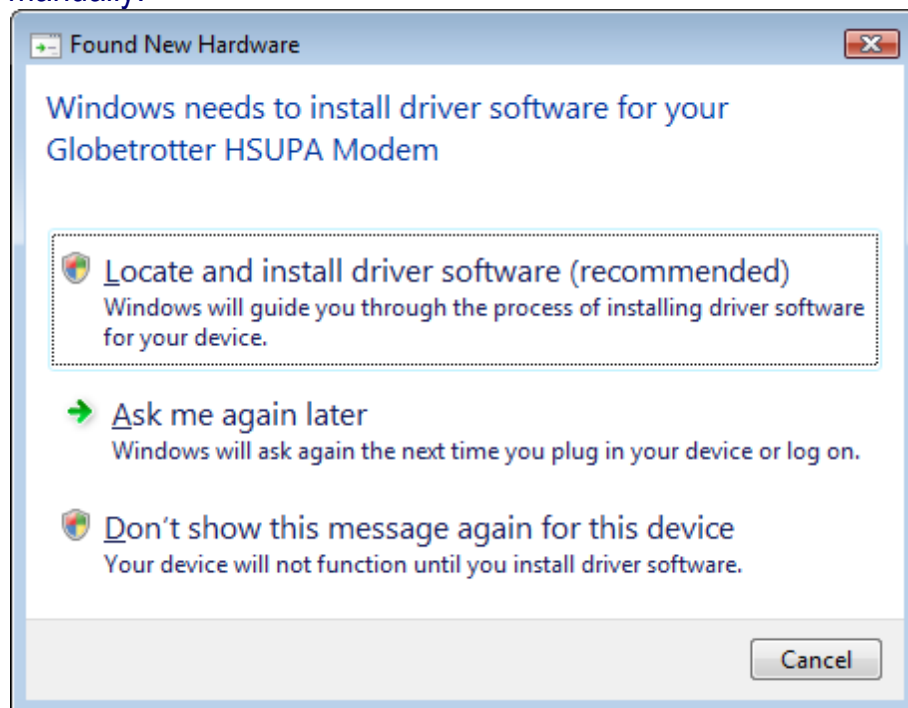 manually.
Found New Hardware
Windows needs to install driver software for your
Globetrotter HSUPA Modem
Locate and install driver software (recommended)
Windows will guide you through the process of installing driver software
for your device.
Ask me again later
Windows will ask again the next time you plug in your device or log on.
Don't show this message again for this device
Your device will not function until you install driver software.
Cancel